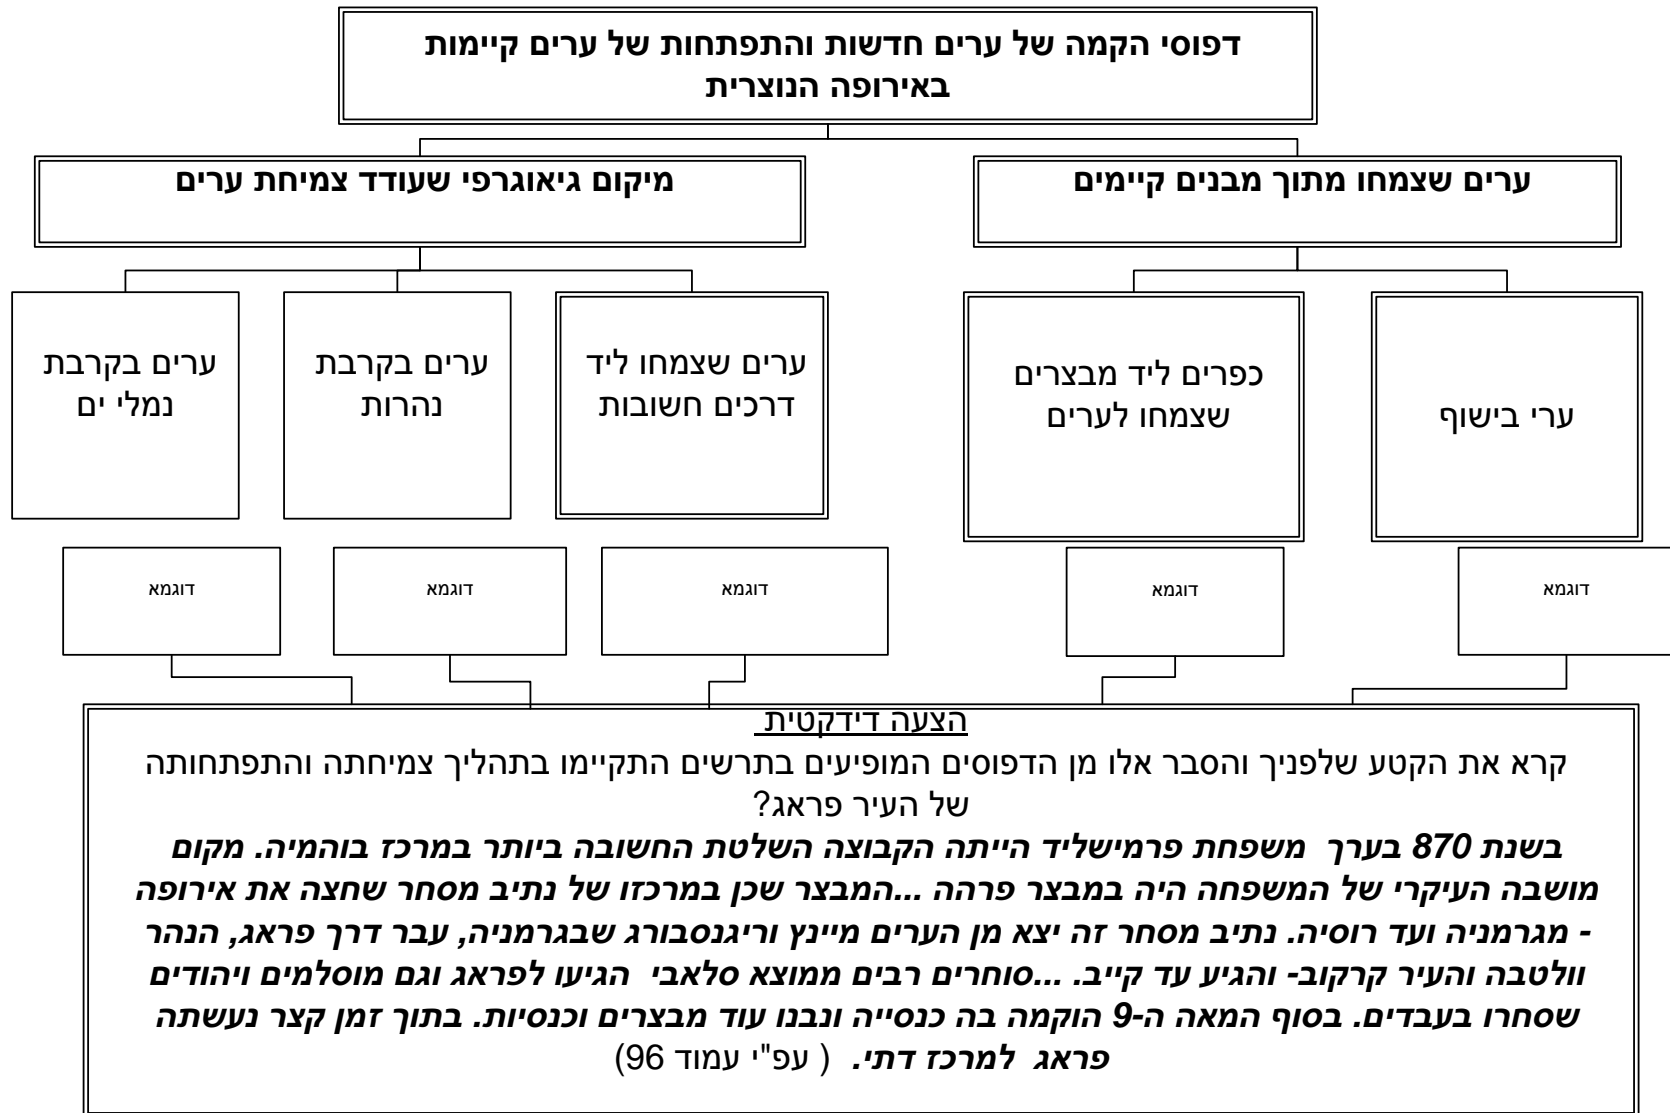 דפוסי הקמה של ערים חדשות והתפתחות של ערים קיימות
באירופה הנוצרית
ערים שצמחו מתוך מבנים קיימים
מיקום גיאוגרפי שעודד צמיחת ערים
ערי בישוף
כפרים ליד מבצרים
שצמחו לערים
ערים שצמחו ליד
דרכים חשובות
ערים בקרבת
נהרות
ערים בקרבת
נמלי ים
דוגמא
דוגמא
דוגמא
דוגמא
דוגמא
הצעה דידקטית
קרא את הקטע שלפניך והסבר אלו מן הדפוסים המופיעים בתרשים התקיימו בתהליך צמיחתה והתפתחותה
של העיר פראג?
בשנת 870 בערך משפחת פרמישליד הייתה הקבוצה השלטת החשובה ביותר במרכז בוהמיה. מקום
מושבה העיקרי של המשפחה היה במבצר פרהה ...המבצר שכן במרכזו של נתיב מסחר שחצה את אירופה
- מגרמניה ועד רוסיה. נתיב מסחר זה יצא מן הערים מיינץ וריגנסבורג שבגרמניה, עבר דרך פראג, הנהר
וולטבה והעיר קרקוב- והגיע עד קייב. ...סוחרים רבים ממוצא סלאבי הגיעו לפראג וגם מוסלמים ויהודים
שסחרו בעבדים. בסוף המאה ה-9 הוקמה בה כנסייה ונבנו עוד מבצרים וכנסיות. בתוך זמן קצר נעשתה
פראג למרכז דתי. ( עפ"י עמוד 96)